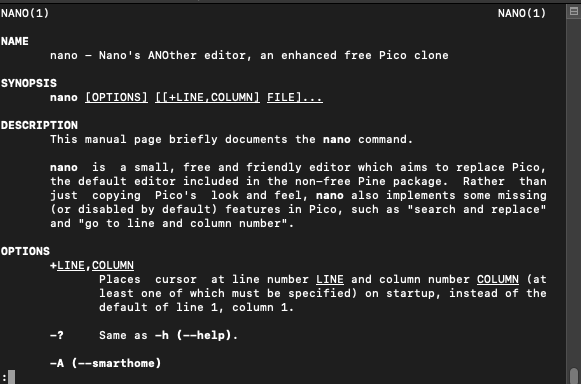 NANO(1) NANO(1)
NAME
nano – Nano's ANOther editor, an enhanced free Pico clone
SYNOPSIS
nano [OPTIONS] [[+LINE,COLUMN] FILE]...
DESCRIPTION
This manual page briefly documents the nano command.
nano is a small, free and friendly editor which aims to replace Pico,
the default editor included in the non-free Pine package. Rather than
just copying Pico's look and feel, nano also implements some missing
(or disabled by default) features in Pico, such as "search and replace"
and "go to line and column number".
OPTIONS
+LINE,COLUMN
Places cursor at line number LINE and column number COLUMN (at
least one of which must be specified) on startup, instead of the
default of line 1, column 1.
-? Same as -h (--help).
-A (--smarthome)
: